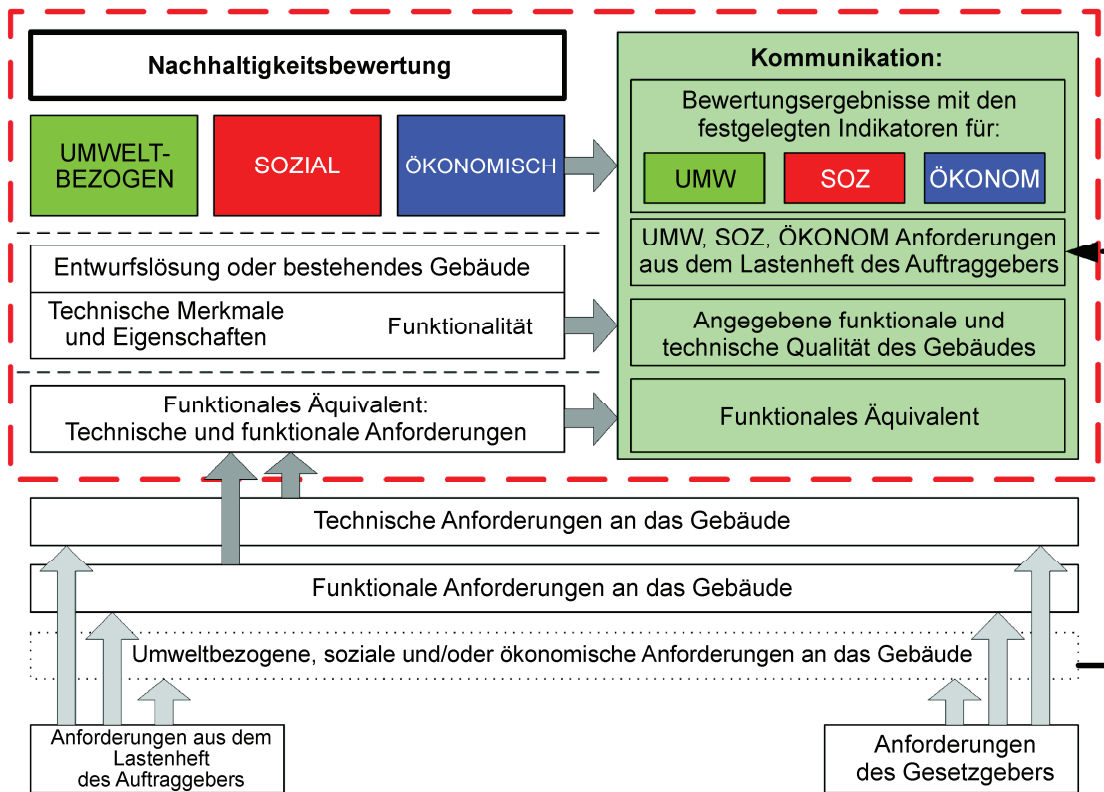 Nachhaltigkeitsbewertung
UMWELT-
BEZOGEN
SOZIAL
ÖKONOMISCH
Kommunikation:
Bewertungsergebnisse mit den
festgelegten Indikatoren für:
UMW
SOZ
ÖKONOM
UMW, SOZ, ÖKONOM Anforderungen
aus dem Lastenheft des Auftraggebers
Entwurfslösung oder bestehendes Gebäude
Technische Merkmale
und Eigenschaften
Funktionalität
Angegebene funktionale und
technische Qualität des Gebäudes
Funktionales Äquivalent:
Technische und funktionale Anforderungen
Funktionales Äquivalent
Technische Anforderungen an das Gebäude
Funktionale Anforderungen an das Gebäude
Umweltbezogene, soziale und/oder ökonomische Anforderungen an das Gebäude
Anforderungen aus dem
Lastenheft
des Auftraggebers
Anforderungen
des Gesetzgebers